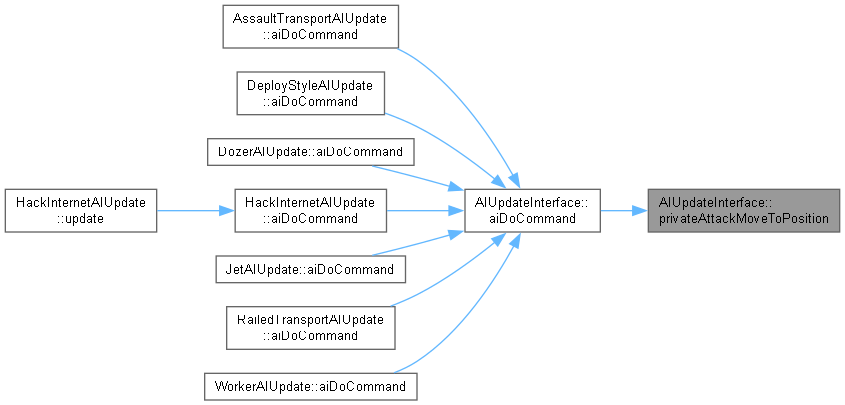 AssaultTransportAIUpdate
::aiDoCommand
DeployStyleAIUpdate
::aiDoCommand
DozerAIUpdate::aiDoCommand
HackInternetAIUpdate
::update
HackInternetAIUpdate
::aiDoCommand
AIUpdateInterface::
aiDoCommand
AIUpdateInterface::
privateAttackMoveToPosition
JetAIUpdate::aiDoCommand
RailedTransportAIUpdate
::aiDoCommand
WorkerAIUpdate::aiDoCommand